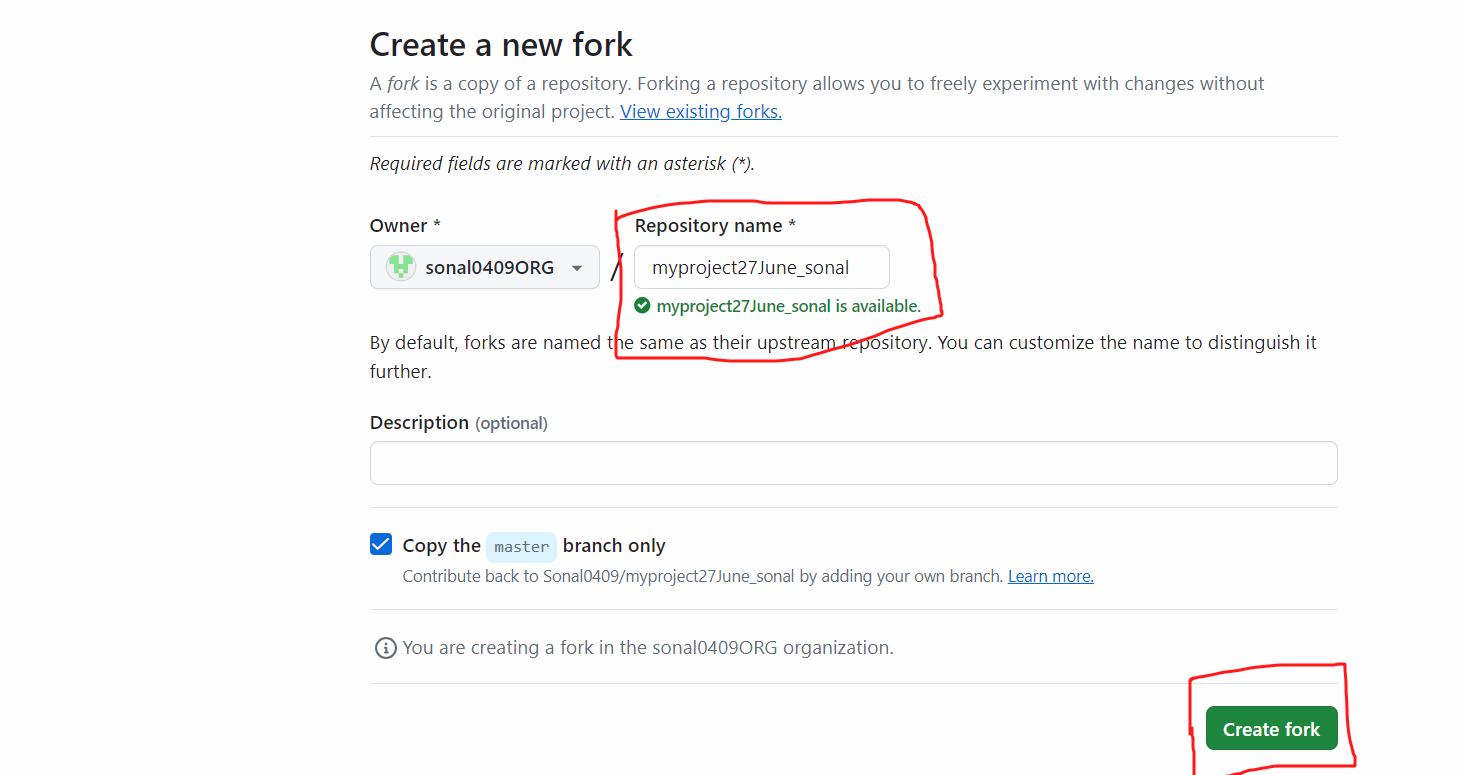 Create a new fork
A fork is a copy of a repository. Forking a repository allows you to freely experiment with changes without
affecting the original project. View existing forks.
Required fields are marked with an asterisk (*).
Owner *
Repository name *
sonal0409ORG
/
myproject27June_sonal
myproject27June_sonal is available.
By default, forks are named the same as their upstream repository. You can customize the name to distinguish it
further.
Description (optional)
Copy the master branch only
Contribute back to Sonal0409/myproject27June_sonal by adding your own branch. Learn more.
You are creating a fork in the sonal0409ORG organization.
Create fork